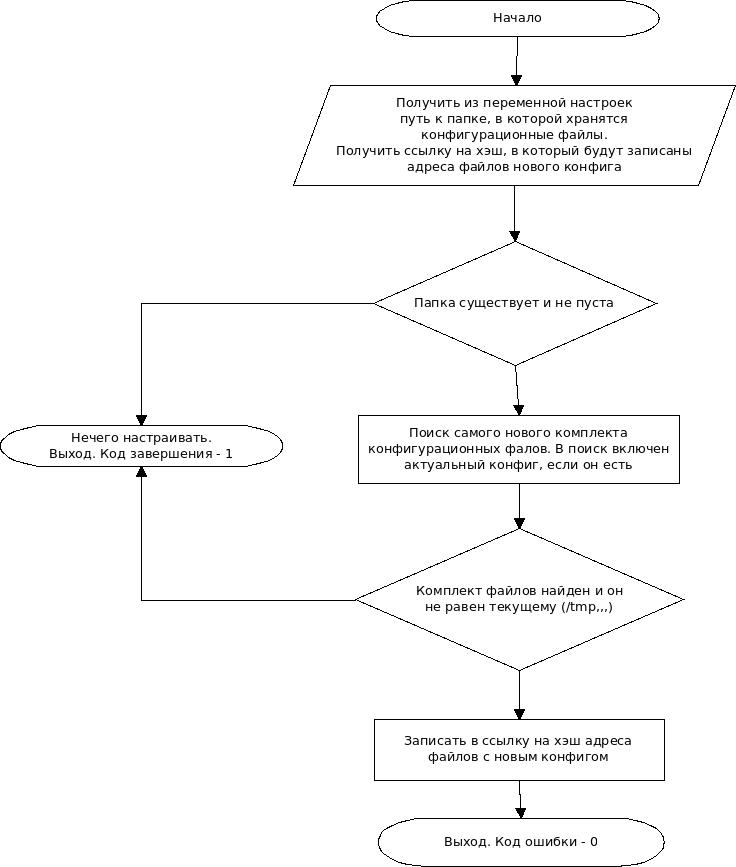 Начало
Получить из переменной настроек
путь к папке, в которой хранятся
конфигурационные файлы.
Получить ссылку на хэш, в который будут записаны
адреса файлов нового конфига
Папка существует и не пуста
Нечего настраивать.
Выход. Код завершения - 1
Поиск самого нового комплекта
конфигурационных фалов. В поиск включен
актуальный конфиг, если он есть
Комплект файлов найден и он
не равен текущему (/tmp,,,)
Записать в ссылку на хэш адреса
файлов с новым конфигом
Выход. Код ошибки - 0